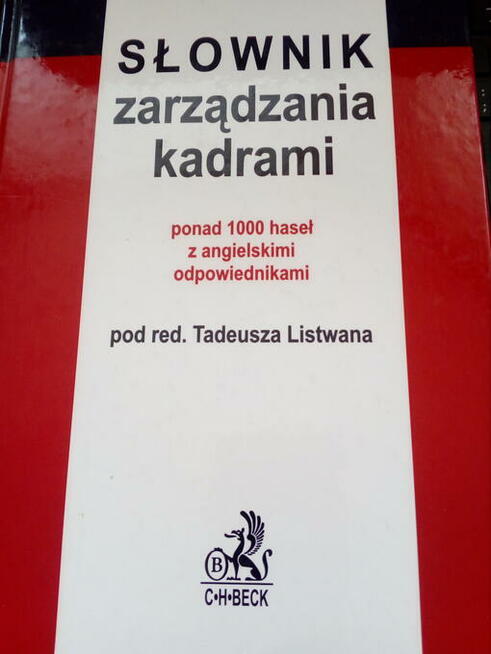 SŁOWNIK
zarządzania
kadrami
ponad 1000 haseł
z angielskimi
odpowiednikami
pod red. Tadeusza Listwana
B
C•H•BECK